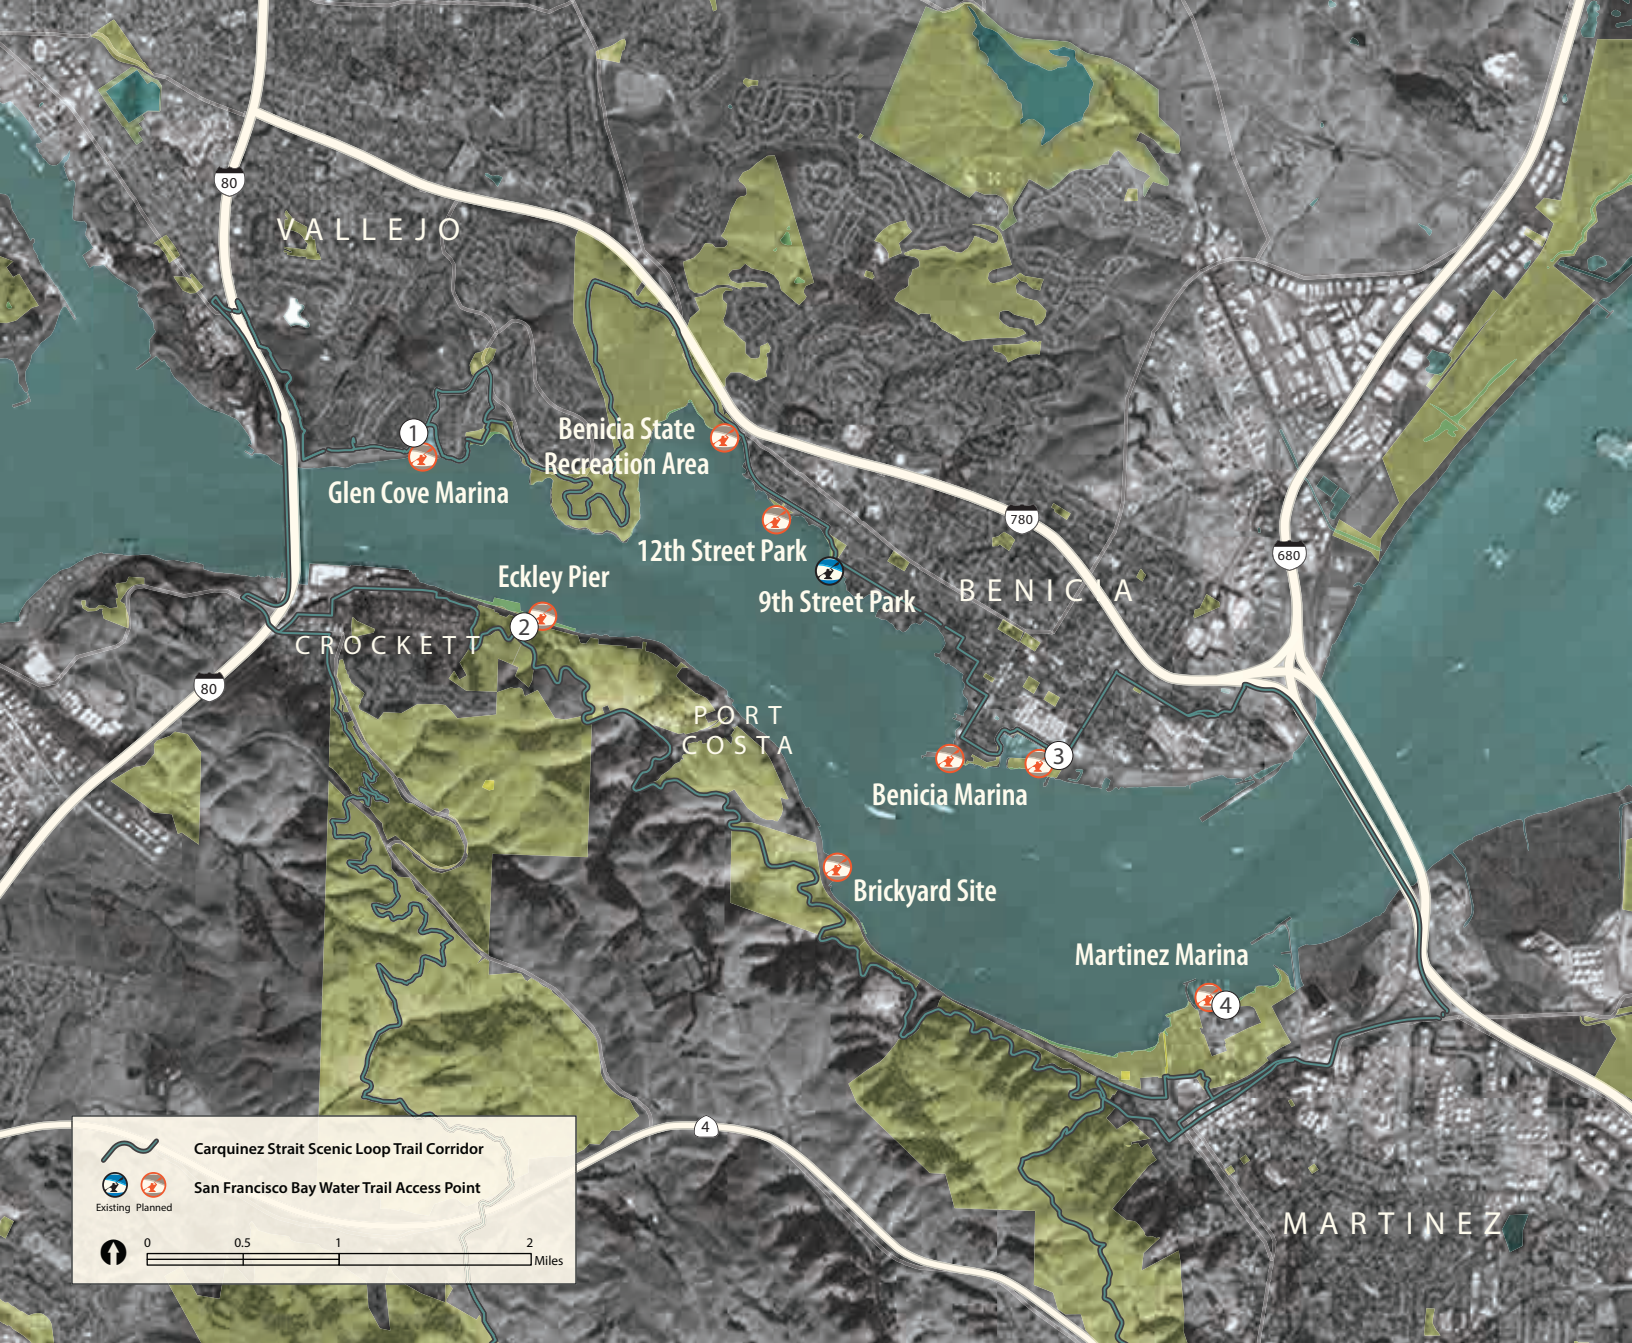 80
VALLEJO
1
Glen Cove Marina
Benicia State
Recreation Area
12th Street Park
9th Street Park
780
680
BENICIA
Eckley Pier
2
CROCKETT
80
PORT
COSTA
3
Benicia Marina
Brickyard Site
Martinez Marina
4
4
MARTINEZ
Carquinez Strait Scenic Loop Trail Corridor
San Francisco Bay Water Trail Access Point
Existing Planned
0 0.5 1 2
Miles